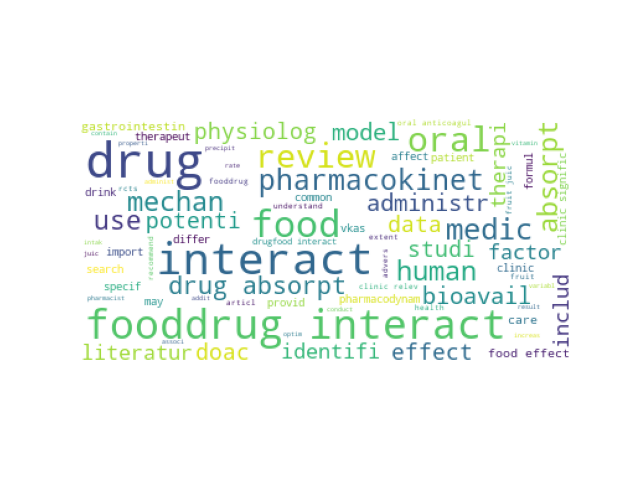 gastrointestin
contain
therapeut
properti
precipit
physiolog
model
oral anticoagul
oral
vitamin
drug
rate
review
affect
patient
therapi
formul
fruit juic
absorpt
clinic signific
fooddrug
drink
rcts
mechan
common
understand
pharmacokinet
administr
use
potenti
food
vkas
data
medic
intak
differ
drugfood interact
extent
studi
factor
juic
import
recommend
interact
advers
human
clinic
fruit
search
specif
drug absorpt
clinic relev
bioavail
variabl
includ
pharmacist
may
addit
articl
provid
pharmacodynam
health
result
fooddrug interact
conduct
care
increas
optim
associ
literatur
doac
identifi
effect
food effect